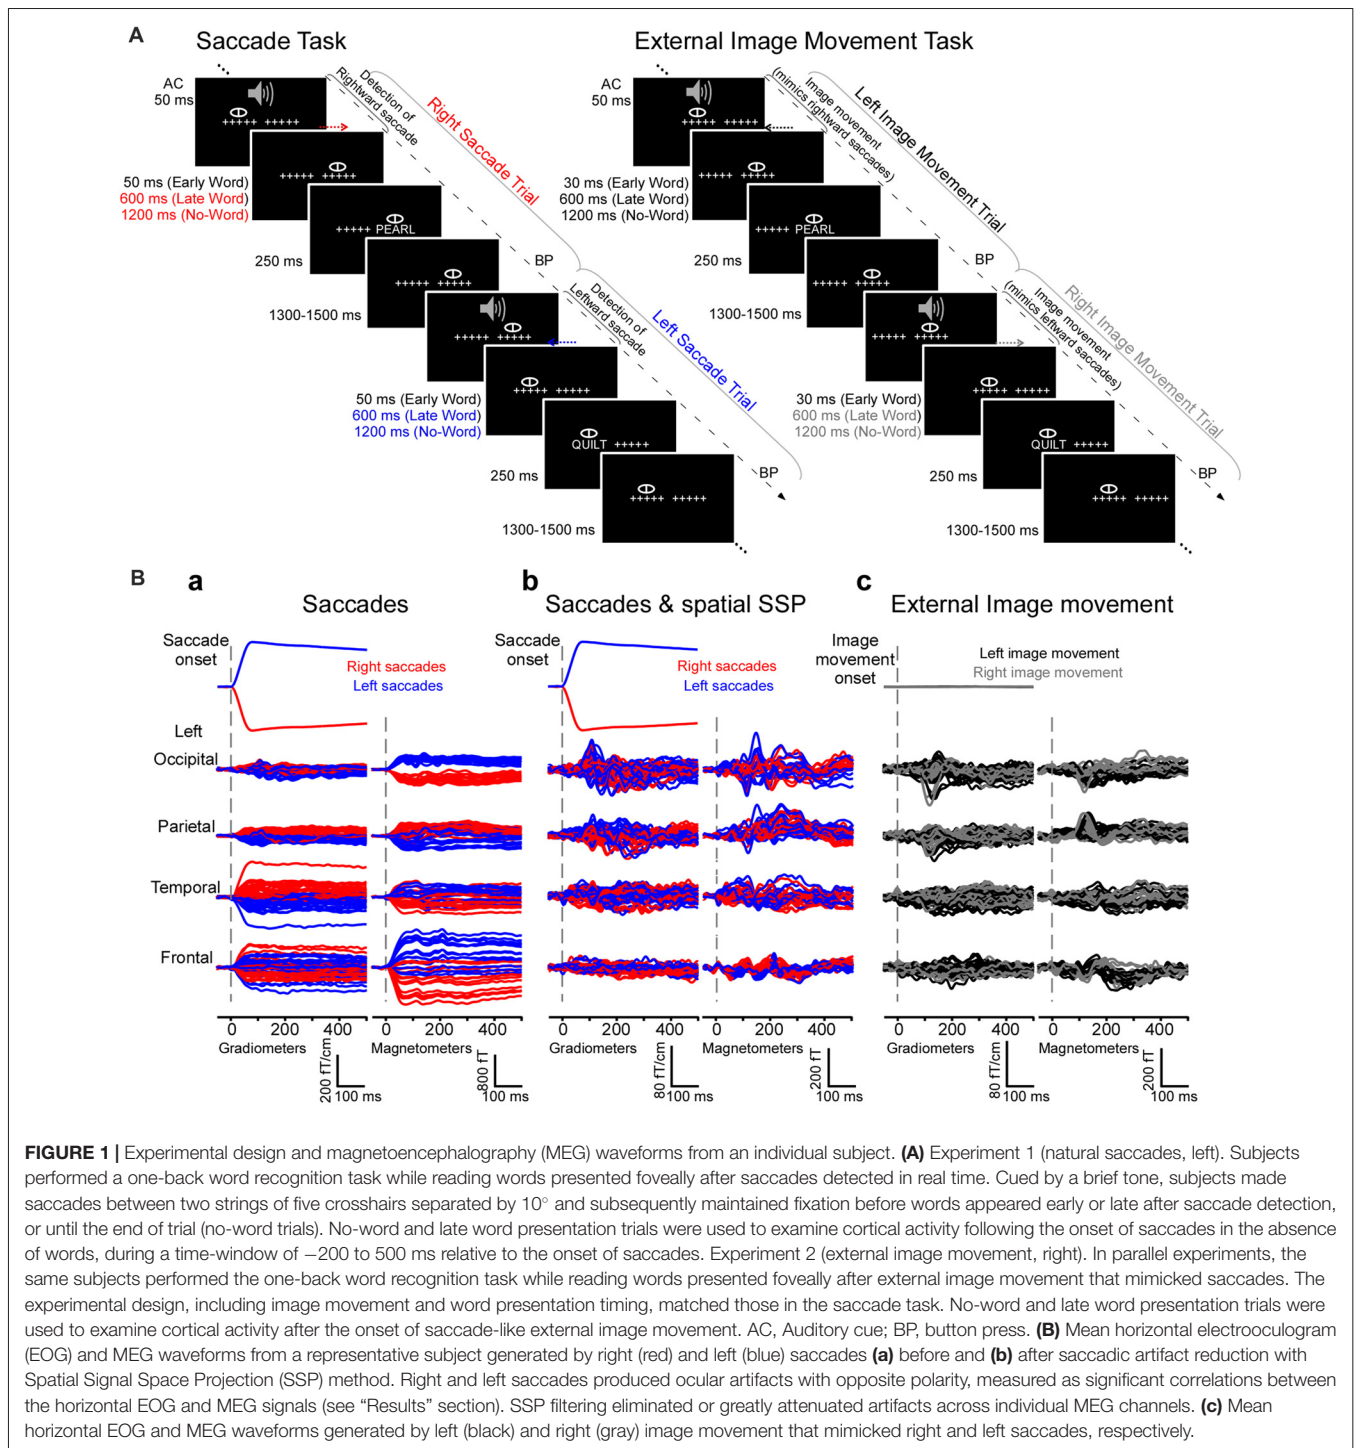 A
Saccade Task
External Image Movement Task
AC
50 ms
+++++ +++++
Detection of
Rightward saccade
Right Saccade Trial
50 ms (Early Word)
600 ms (Late Word)
1200 ms (No-Word)
+++++ +++++
+++++ PEARL
250 ms
BP
+++++ +++++
1300-1500 ms
+++++ +++++
Detection of
Leftward saccade
Left Saccade Trial
50 ms (Early Word)
600 ms (Late Word)
1200 ms (No-Word)
+++++ +++++
QUILT +++++
250 ms
BP
+++++ +++++
1300-1500 ms
AC
50 ms
+++++ +++++
Image movement
(mimics rightward saccades)
Left Image Movement Trial
30 ms (Early Word)
600 ms (Late Word)
1200 ms (No-Word)
+++++ +++++
+++++ PEARL
250 ms
BP
+++++ +++++
1300-1500 ms
+++++ +++++
Image movement
(mimics leftward saccades)
Right Image Movement Trial
30 ms (Early Word)
600 ms (Late Word)
1200 ms (No-Word)
+++++ +++++
QUILT +++++
250 ms
BP
+++++ +++++
1300-1500 ms
B
a
Saccades
b
Saccades & spatial SSP
c
External Image movement
Saccade
onset
Right saccades
Left saccades
Saccade
onset
Right saccades
Left saccades
Image
movement
onset
Left image movement
Right image movement
Left
Occipital
Parietal
Temporal
Frontal
0 200 400
0 200 400
0 200 400
0 200 400
0 200 400
0 200 400
Gradiometers
200 fT/cm
100 ms
Magnetometers
800 fT
100 ms
Gradiometers
80 fT/cm
100 ms
Magnetometers
200 fT
100 ms
Gradiometers
80 fT/cm
100 ms
Magnetometers
200 fT
100 ms
FIGURE 1 | Experimental design and magnetoencephalography (MEG) waveforms from an individual subject. (A) Experiment 1 (natural saccades, left). Subjects
performed a one-back word recognition task while reading words presented foveally after saccades detected in real time. Cued by a brief tone, subjects made
saccades between two strings of five crosshairs separated by 10° and subsequently maintained fixation before words appeared early or late after saccade detection,
or until the end of trial (no-word trials). No-word and late word presentation trials were used to examine cortical activity following the onset of saccades in the absence
of words, during a time-window of −200 to 500 ms relative to the onset of saccades. Experiment 2 (external image movement, right). In parallel experiments, the
same subjects performed the one-back word recognition task while reading words presented foveally after external image movement that mimicked saccades. The
experimental design, including image movement and word presentation timing, matched those in the saccade task. No-word and late word presentation trials were
used to examine cortical activity after the onset of saccade-like external image movement. AC, Auditory cue; BP, button press. (B) Mean horizontal electrooculogram
(EOG) and MEG waveforms from a representative subject generated by right (red) and left (blue) saccades (a) before and (b) after saccadic artifact reduction with
Spatial Signal Space Projection (SSP) method. Right and left saccades produced ocular artifacts with opposite polarity, measured as significant correlations between
the horizontal EOG and MEG signals (see “Results” section). SSP filtering eliminated or greatly attenuated artifacts across individual MEG channels. (c) Mean
horizontal EOG and MEG waveforms generated by left (black) and right (gray) image movement that mimicked right and left saccades, respectively.